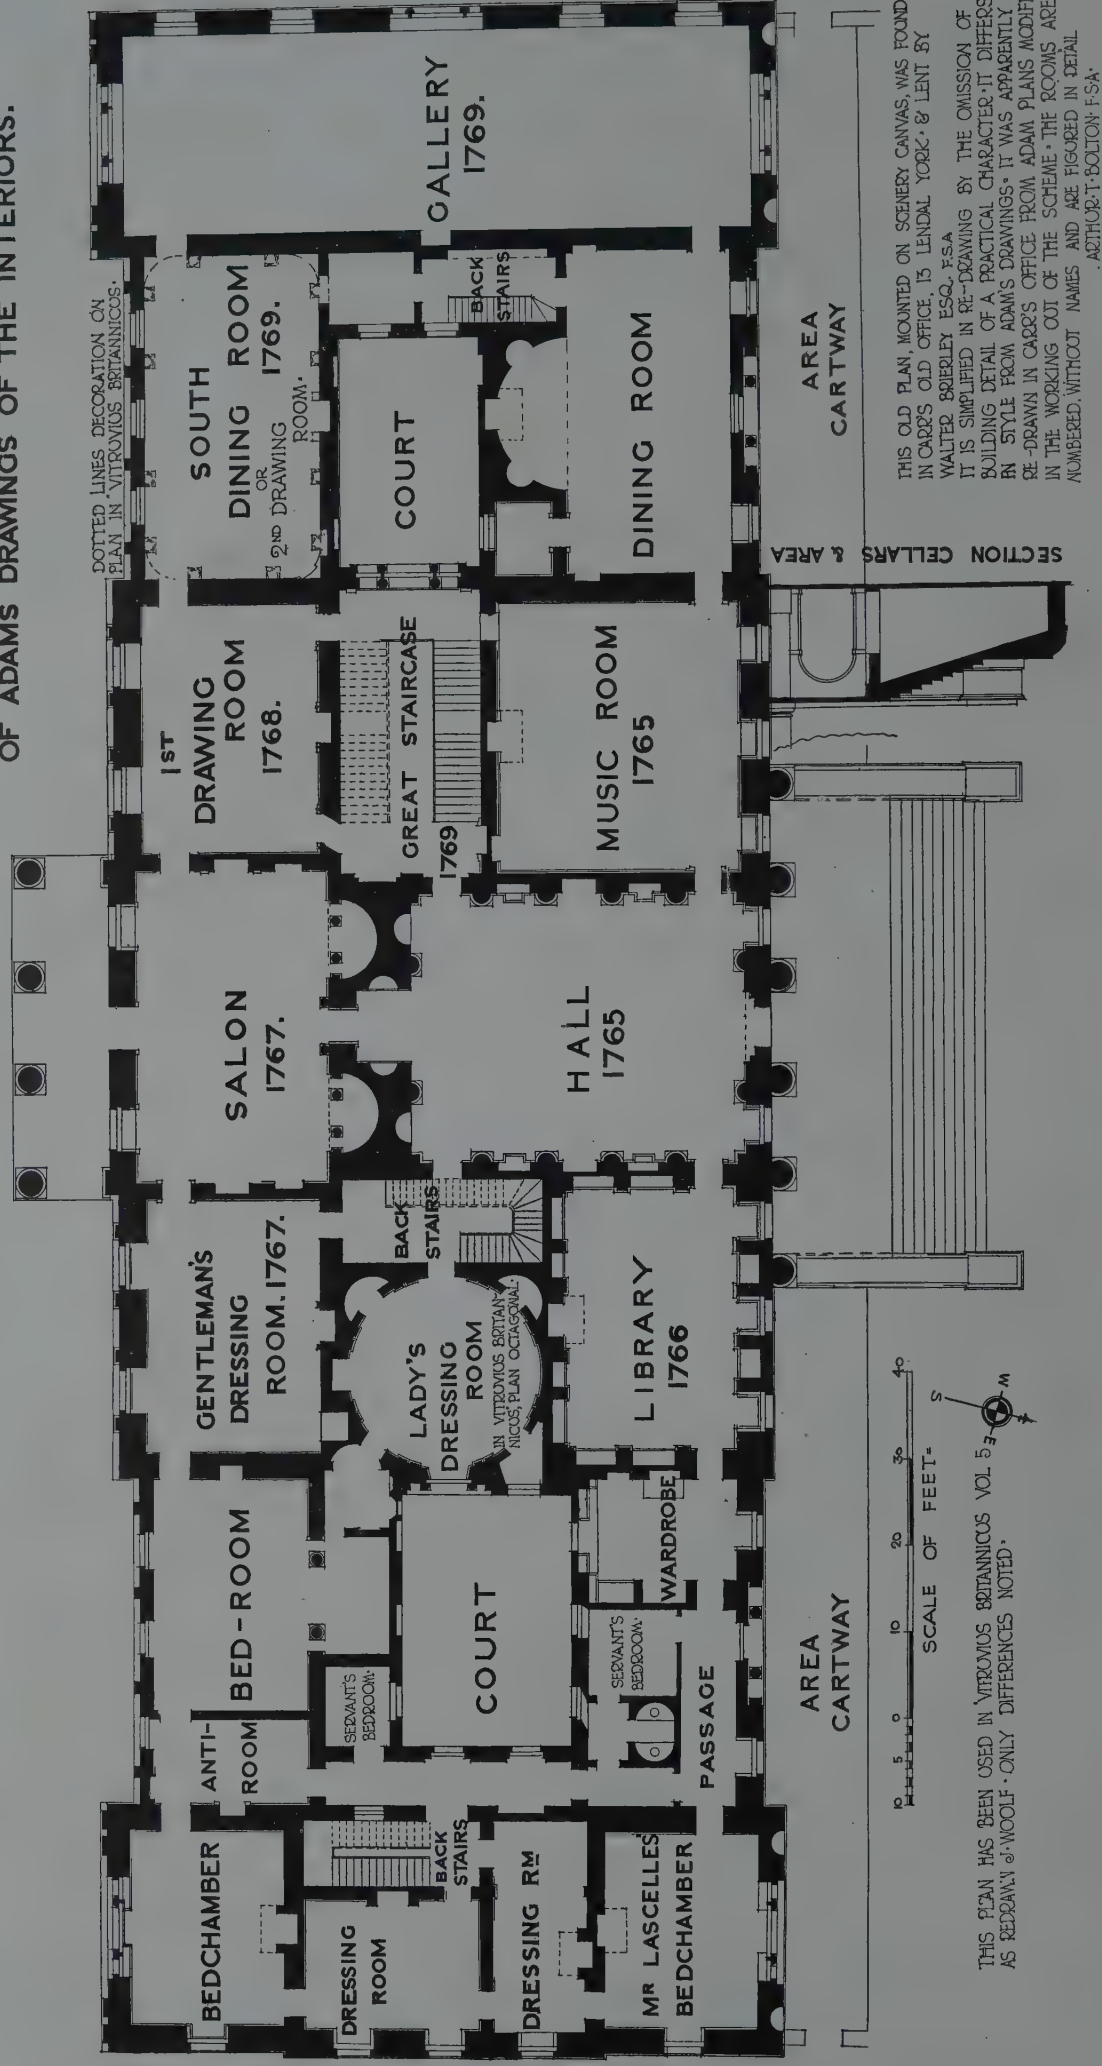 OF ADAMS DRAWINGS OF THE INTERIORS.
DOTTED LINES DECORATION ON
PLAN IN "VITRUVIUS BRITANNICUS.
BEDCHAMBER
ANTI-
ROOM
BED-ROOM
GENTLEMAN'S
DRESSING
ROOM. 1767.
SALON
1767.
1ST
DRAWING
ROOM
1768.
SOUTH
DINING ROOM
OR 1769.
2ND DRAWING
ROOM.
GALLERY
1769.
DRESSING
ROOM
BACK
STAIRS
SERVANT'S
BEDROOM.
COURT
LADY'S
DRESSING
ROOM
IN VITRUVIUS BRITAN-
NICUS, PLAN OCTAGONAL.
BACK
STAIRS
GREAT STAIRCASE
1769
COURT
BACK
STAIRS
DRESSING RM
MR LASCELLES
BEDCHAMBER
PASSAGE
SERVANT'S
BEDROOM.
WARDROBE
LIBRARY
1766
HALL
1765
MUSIC ROOM
1765
DINING ROOM
AREA
CARTWAY
AREA
CARTWAY
SECTION CELLARS & AREA
10 5 0 10 20 30 40
SCALE OF FEET=
S
W
E
THIS PLAN HAS BEEN USED IN "VITRUVIUS BRITANNICUS VOL 5
AS REDRAWN J. WOOLF • ONLY DIFFERENCES NOTED •
THIS OLD PLAN, MOUNTED ON SCENERY CANVAS, WAS FOUND
IN CARR'S OLD OFFICE, 13 LENDAL YORK • & LENT BY
WALTER BRIERLEY ESQ. F.S.A
IT IS SIMPLIFIED IN RE-DRAWING BY THE OMISSION OF
BUILDING DETAIL OF A PRACTICAL CHARACTER • IT DIFFERS
IN STYLE FROM ADAM'S DRAWINGS • IT WAS APPARENTLY
RE-DRAWN IN CARR'S OFFICE FROM ADAM PLANS MODIFI
IN THE WORKING OUT OF THE SCHEME • THE ROOMS ARE
NUMBERED, WITHOUT NAMES AND ARE FIGURED IN DETAIL
. ARTHUR • T • BOLTON • F • S • A •